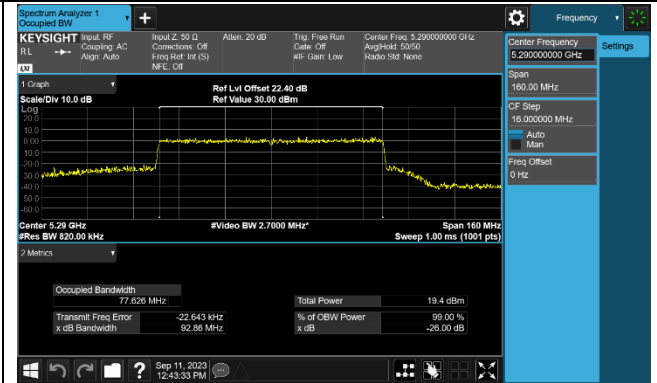 Spectrum Analyzer 1
Occupied BW
+
Frequency
KEYSIGHT
RL
LXI
Input: RF
Coupling: AC
Align: Auto
Input Z: 50 Ω
Corrections: Off
Freq Ref: Int (S)
NFE: Off
Atten: 20 dB
Trig: Free Run
Gate: Off
#IF Gain: Low
Center Freq: 5.290000000 GHz
Avg|Hold: 50/50
Radio Std: None
Center Frequency
5.290000000 GHz
Settings
Span
160.00 MHz
CF Step
16.000000 MHz
Auto
Man
Freq Offset
0 Hz
1 Graph
Scale/Div 10.0 dB
Ref Lvl Offset 22.40 dB
Ref Value 30.00 dBm
Log
20.0
10.0
0.00
-10.0
-20.0
-30.0
-40.0
-50.0
-60.0
Center 5.29 GHz
#Video BW 2.7000 MHz*
Span 160 MHz
#Res BW 820.00 kHz
Sweep 1.00 ms (1001 pts)
2 Metrics
Occupied Bandwidth
77.626 MHz
Total Power 19.4 dBm
Transmit Freq Error -22.643 kHz
% of OBW Power 99.00 %
x dB Bandwidth 92.86 MHz
x dB -26.00 dB
?
Sep 11, 2023
12:43:33 PM